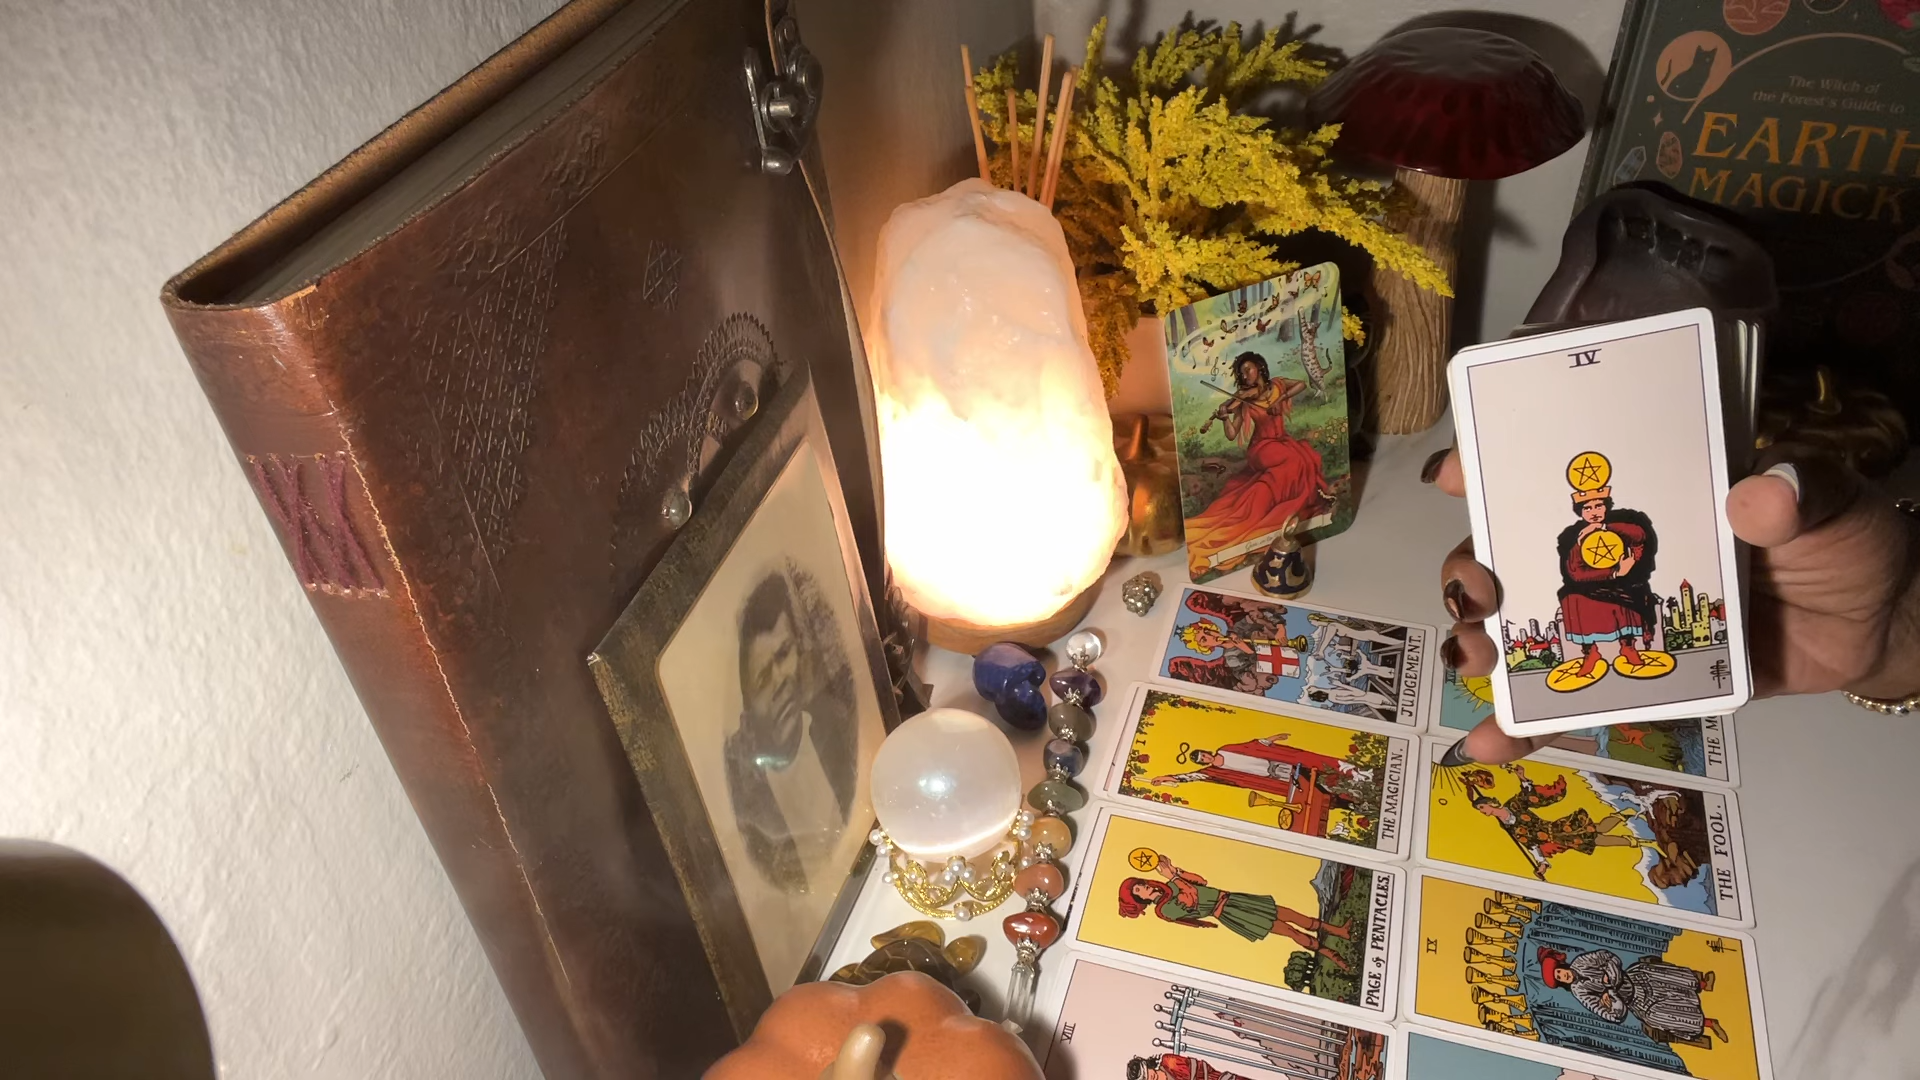 The Witch of
the Forest's Guide to
EARTH
MAGICK
IV
JUDGEMENT.
I
THE MAGICIAN.
THE FOOL.
PAGE of PENTACLES.
IX
VIII